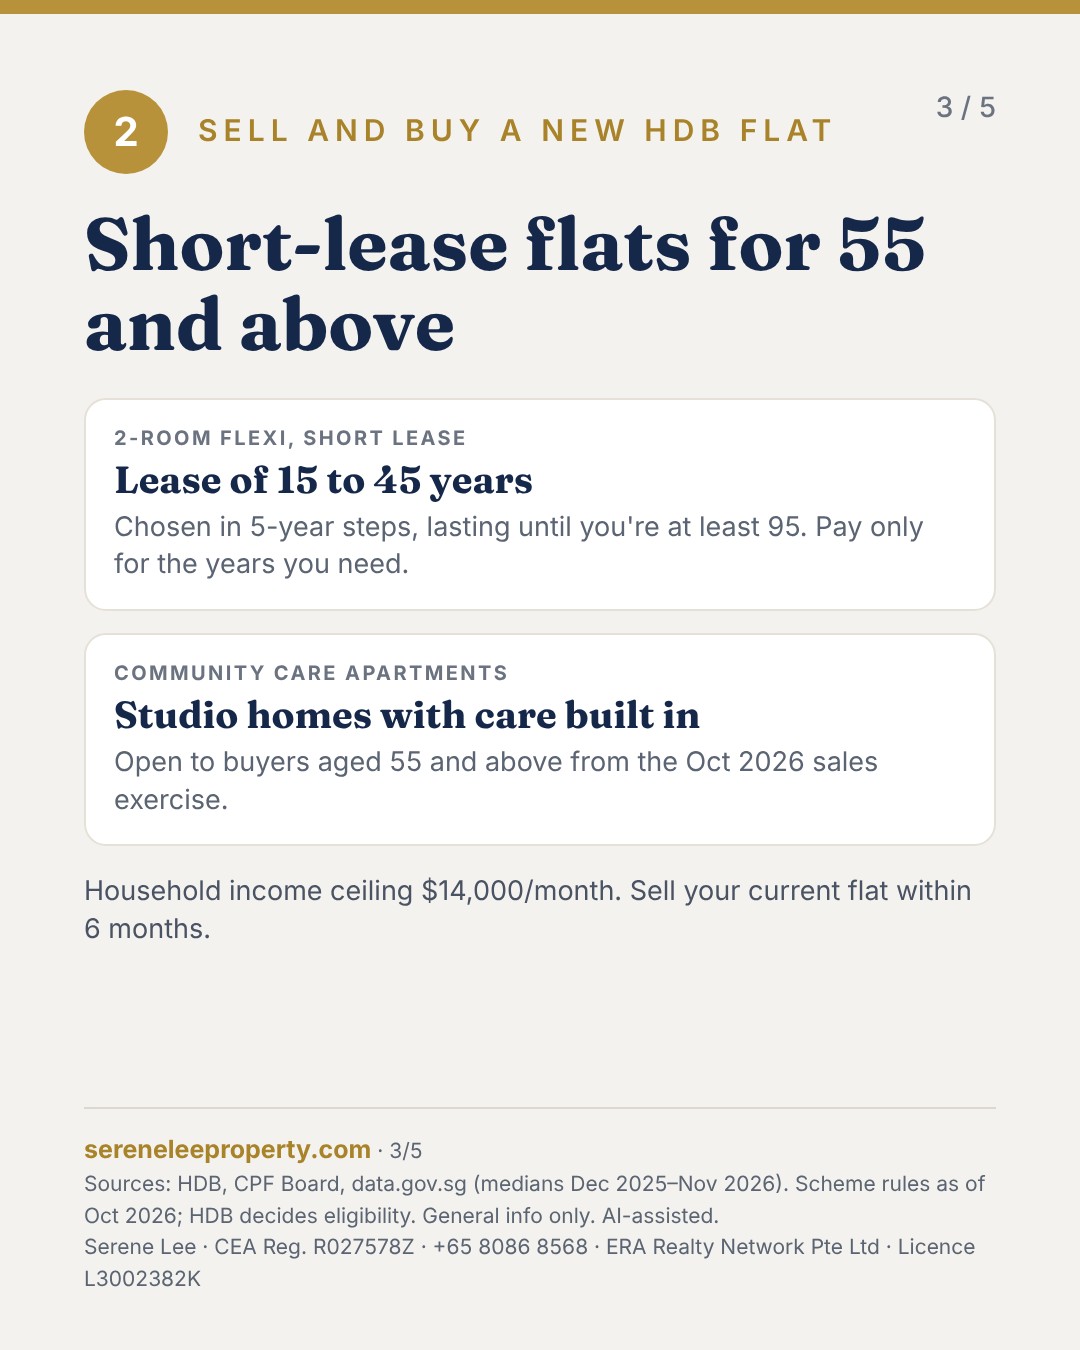 2
SELL AND BUY A NEW HDB FLAT
3 / 5
Short-lease flats for 55
and above
2-ROOM FLEXI, SHORT LEASE
Lease of 15 to 45 years
Chosen in 5-year steps, lasting until you're at least 95. Pay only
for the years you need.
COMMUNITY CARE APARTMENTS
Studio homes with care built in
Open to buyers aged 55 and above from the Oct 2026 sales
exercise.
Household income ceiling $14,000/month. Sell your current flat within
6 months.
sereneleeproperty.com · 3/5
Sources: HDB, CPF Board, data.gov.sg (medians Dec 2025–Nov 2026). Scheme rules as of
Oct 2026; HDB decides eligibility. General info only. AI-assisted.
Serene Lee · CEA Reg. R027578Z · +65 8086 8568 · ERA Realty Network Pte Ltd · Licence
L3002382K